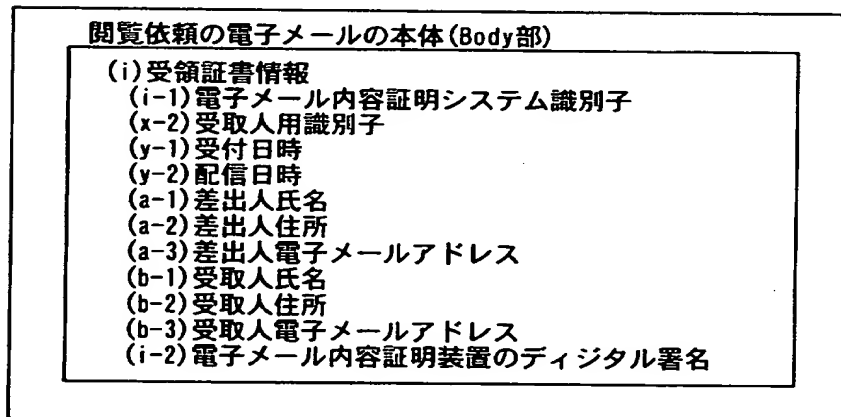 閲覧依頼の電子メールの本体(Body部)
(i)受領証書情報
(i-1)電子メール内容証明システム識別子
(x-2)受取人用識別子
(y-1)受付日時
(y-2)配信日時
(a-1)差出人氏名
(a-2)差出人住所
(a-3)差出人電子メールアドレス
(b-1)受取人氏名
(b-2)受取人住所
(b-3)受取人電子メールアドレス
(i-2)電子メール内容証明装置のディジタル署名